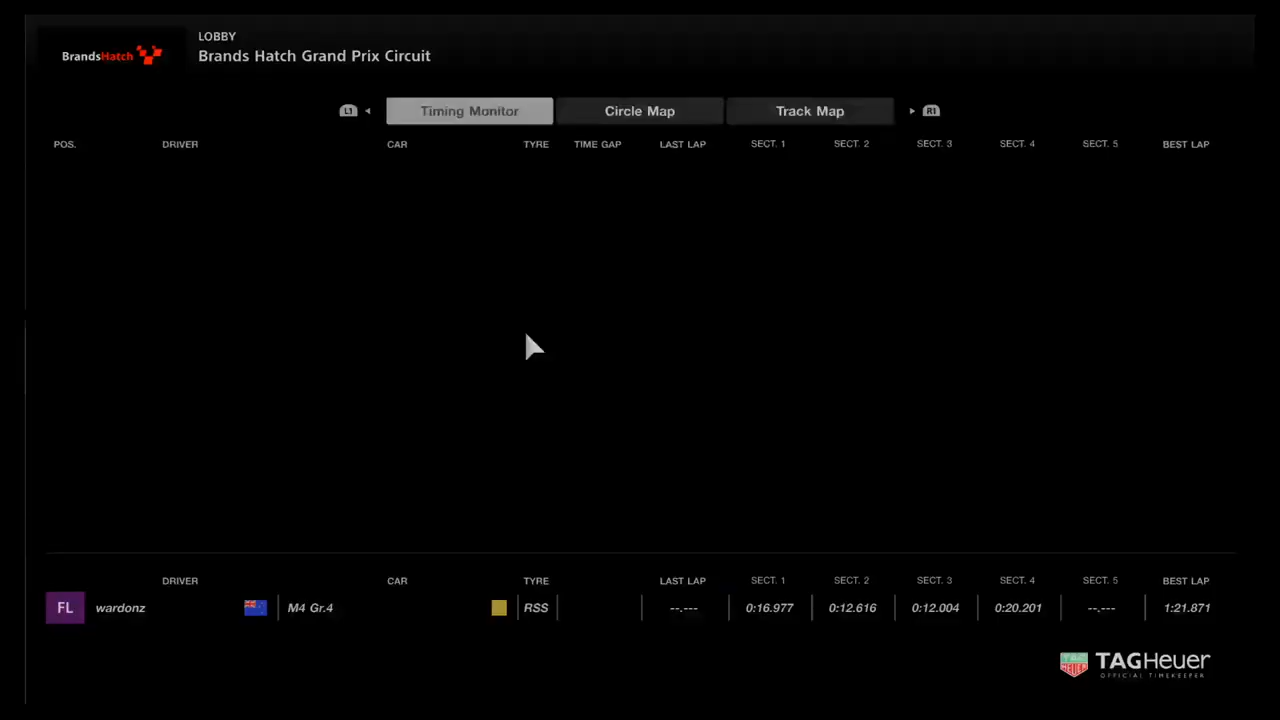 LOBBY
BrandsHatch
Brands Hatch Grand Prix Circuit
L1 Timing Monitor Circle Map Track Map R1
POS. DRIVER CAR TYRE TIME GAP LAST LAP SECT. 1 SECT. 2 SECT. 3 SECT. 4 SECT. 5 BEST LAP
DRIVER CAR TYRE LAST LAP SECT. 1 SECT. 2 SECT. 3 SECT. 4 SECT. 5 BEST LAP
FL wardonz M4 Gr.4 RSS --.--- 0:16.977 0:12.616 0:12.004 0:20.201 --.--- 1:21.871
TAG HEUER TAGHeuer
OFFICIAL TIMEKEEPER